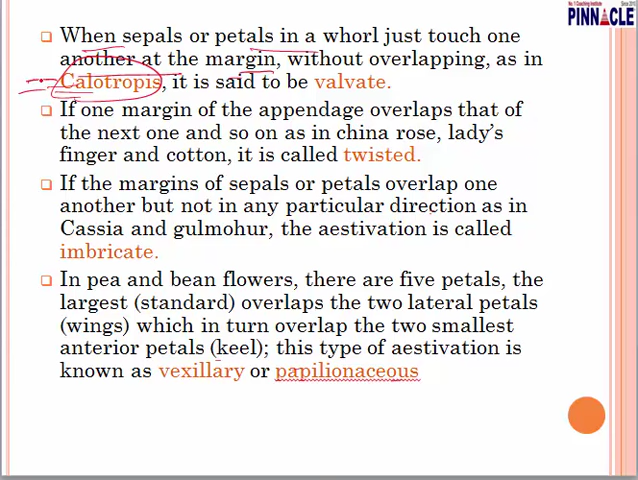 No. 1 Coaching Institute
Since 2010
PINNACLE
When sepals or petals in a whorl just touch one
another at the margin, without overlapping, as in
Calotropis, it is said to be valvate.
If one margin of the appendage overlaps that of
the next one and so on as in china rose, lady’s
finger and cotton, it is called twisted.
If the margins of sepals or petals overlap one
another but not in any particular direction as in
Cassia and gulmohur, the aestivation is called
imbricate.
In pea and bean flowers, there are five petals, the
largest (standard) overlaps the two lateral petals
(wings) which in turn overlap the two smallest
anterior petals (keel); this type of aestivation is
known as vexillary or papilionaceous